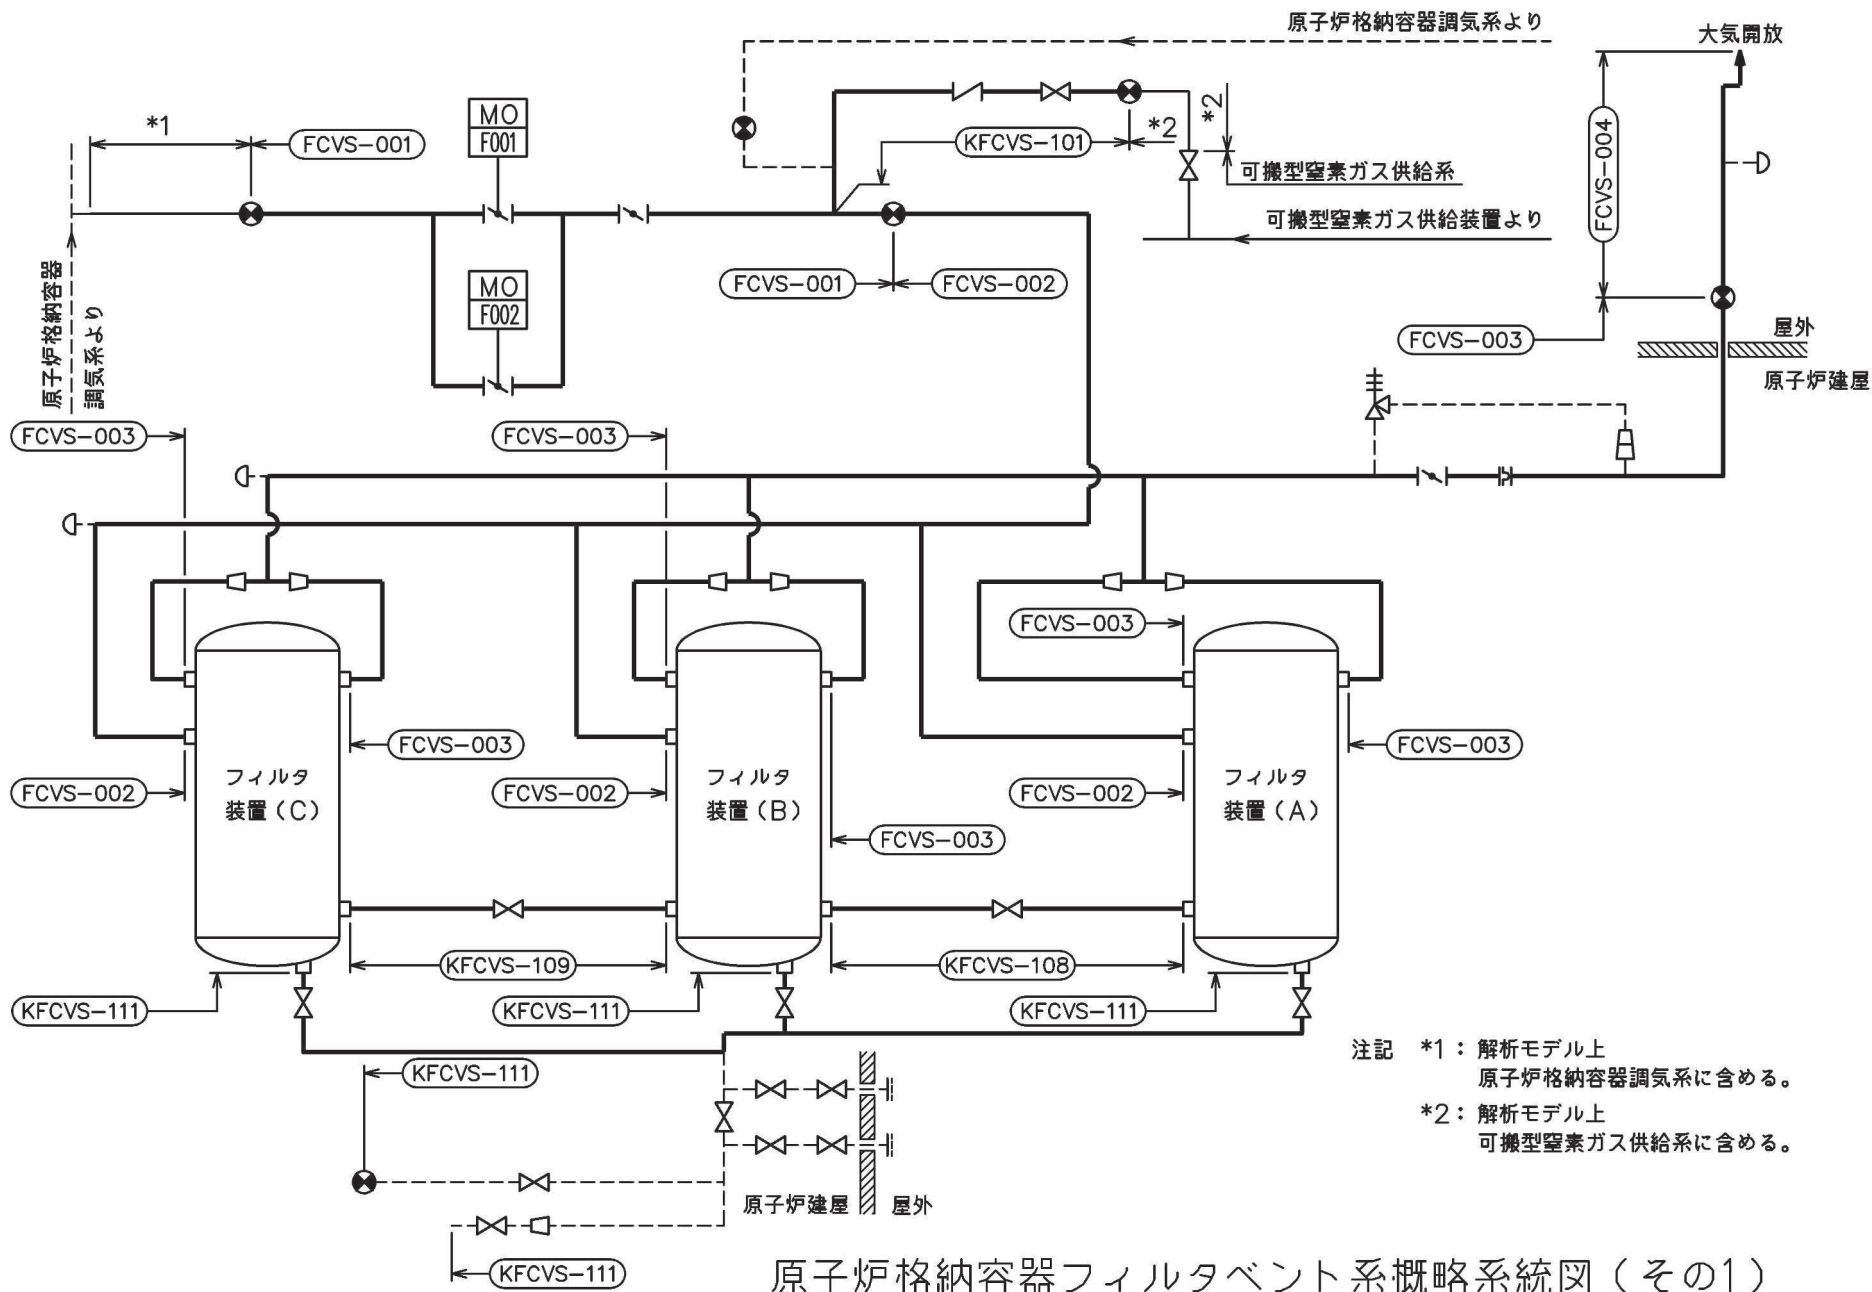 原子炉格納容器調気系より
大気開放
*1
FCVS-001
MO
F001
KFCVS-101
*2
*2
可搬型窒素ガス供給系
可搬型窒素ガス供給装置より
FCVS-004
原子炉格納容器
調気系より
MO
F002
FCVS-001
FCVS-002
FCVS-003
屋外
原子炉建屋
FCVS-003
FCVS-003
FCVS-003
FCVS-003
FCVS-003
FCVS-003
FCVS-002
フィルタ
装置(C)
FCVS-002
フィルタ
装置(B)
FCVS-003
FCVS-002
フィルタ
装置(A)
KFCVS-109
KFCVS-108
KFCVS-111
KFCVS-111
KFCVS-111
KFCVS-111
注記 *1: 解析モデル上
原子炉格納容器調気系に含める。
*2: 解析モデル上
可搬型窒素ガス供給系に含める。
原子炉建屋
屋外
KFCVS-111
原子炉格納容器フィルタベント系概略系統図(その1)